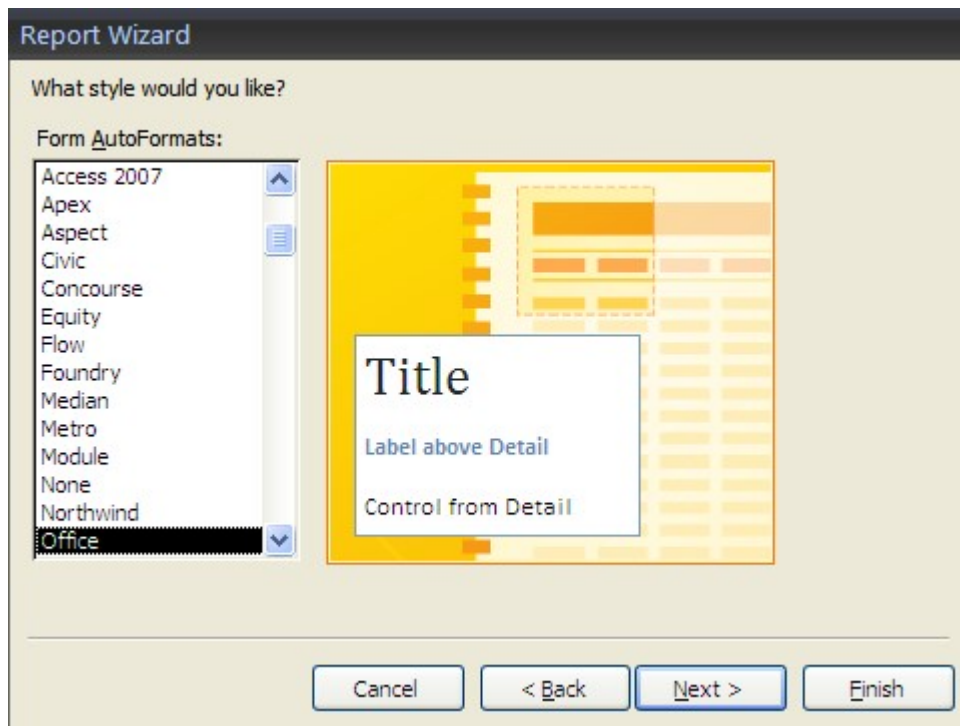 Report Wizard
What style would you like?
Form AutoFormats:
Access 2007
Apex
Aspect
Civic
Concourse
Equity
Flow
Foundry
Median
Metro
Module
None
Northwind
Office
Title
Label above Detail
Control from Detail
Cancel
< Back
Next >
Finish